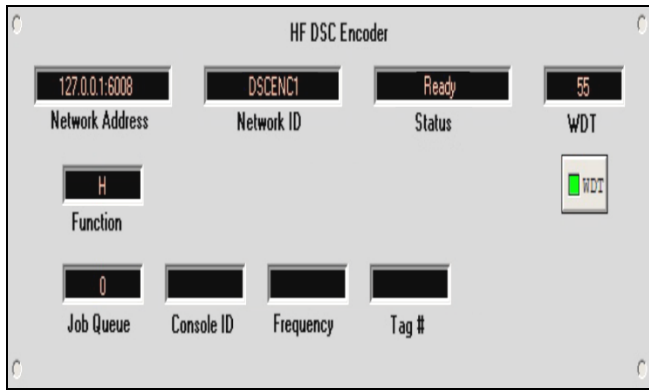 HF DSC Encoder
127.0.0.1:6008 DSCENC1 Ready 55
Network Address Network ID Status WDT
H WDT
Function
0
Job Queue Console ID Frequency Tag #